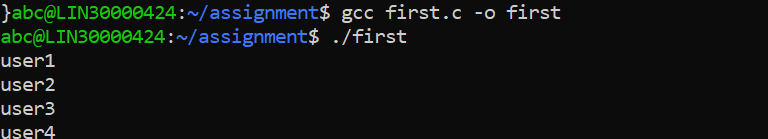 }abc@LIN30000424:~/assignment$ gcc first.c -o first
abc@LIN30000424:~/assignment$ ./first
user1
user2
user3
user4